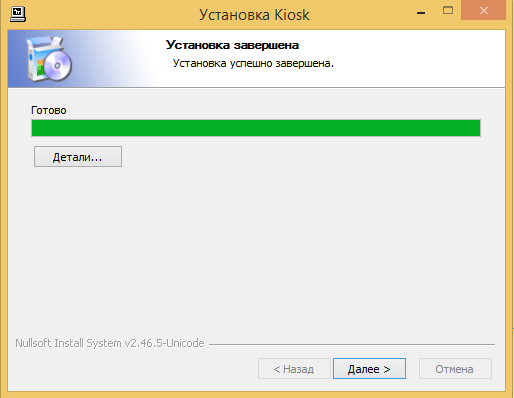 Установка Kiosk
Установка завершена
Установка успешно завершена.
Готово
Детали...
Nullsoft Install System v2.46.5-Unicode
< Назад
Далее >
Отмена